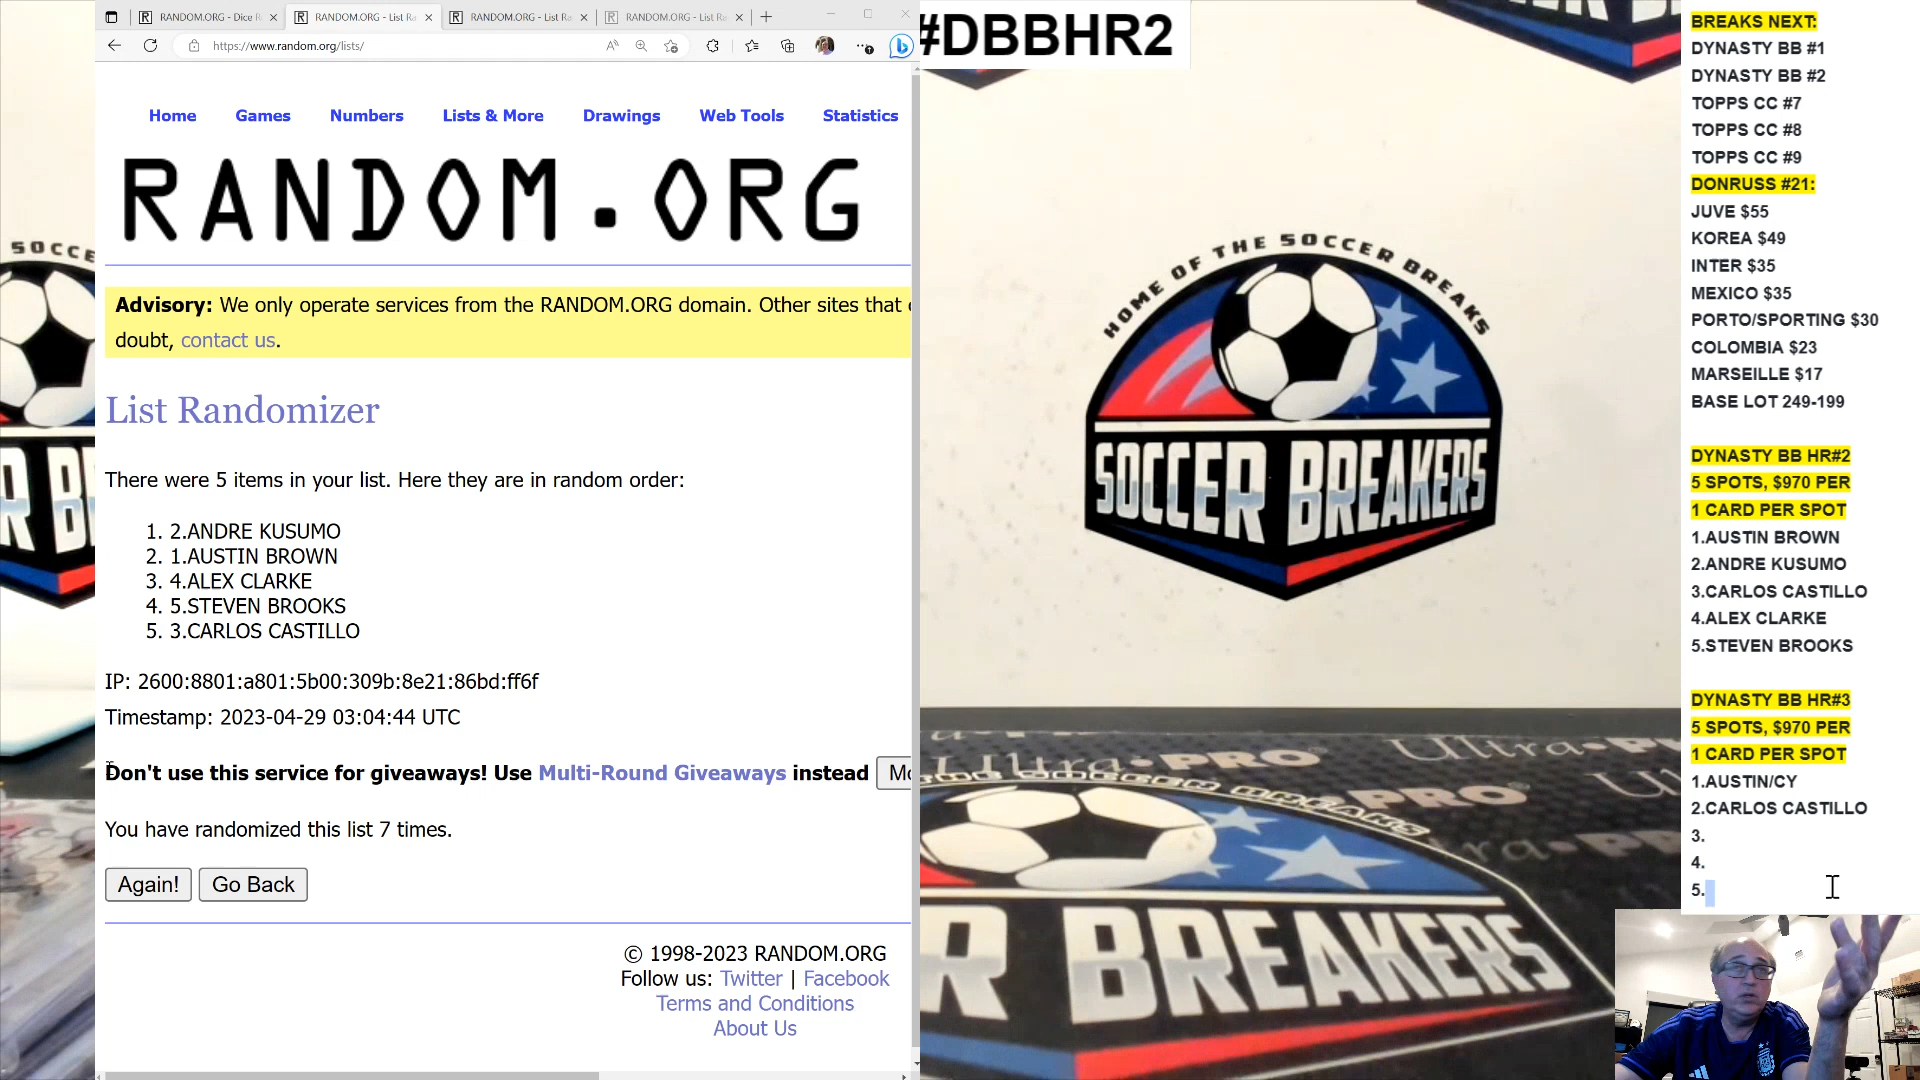 RANDOM.ORG - Dice R
RANDOM.ORG - List Ra
RANDOM.ORG - List Ra
RANDOM.ORG - List Ra
https://www.random.org/lists/
Home Games Numbers Lists & More Drawings Web Tools Statistics
RANDOM.ORG
Advisory: We only operate services from the RANDOM.ORG domain. Other sites that
doubt, contact us.
List Randomizer
There were 5 items in your list. Here they are in random order:
1. 2.ANDRE KUSUMO
2. 1.AUSTIN BROWN
3. 4.ALEX CLARKE
4. 5.STEVEN BROOKS
5. 3.CARLOS CASTILLO
IP: 2600:8801:a801:5b00:309b:8e21:86bd:ff6f
Timestamp: 2023-04-29 03:04:44 UTC
Don't use this service for giveaways! Use Multi-Round Giveaways instead
You have randomized this list 7 times.
Again! Go Back
© 1998-2023 RANDOM.ORG
Follow us: Twitter | Facebook
Terms and Conditions
About Us
#DBBHR2
HOME OF THE SOCCER BREAKS
SOCCER BREAKERS
Ultra PRO
BREAKERS
BREAKS NEXT:
DYNASTY BB #1
DYNASTY BB #2
TOPPS CC #7
TOPPS CC #8
TOPPS CC #9
DONRUSS #21:
JUVE $55
KOREA $49
INTER $35
MEXICO $35
PORTO/SPORTING $30
COLOMBIA $23
MARSEILLE $17
BASE LOT 249-199
DYNASTY BB HR#2
5 SPOTS, $970 PER
1 CARD PER SPOT
1.AUSTIN BROWN
2.ANDRE KUSUMO
3.CARLOS CASTILLO
4.ALEX CLARKE
5.STEVEN BROOKS
DYNASTY BB HR#3
5 SPOTS, $970 PER
1 CARD PER SPOT
1.AUSTIN/CY
2.CARLOS CASTILLO
3.
4.
5.